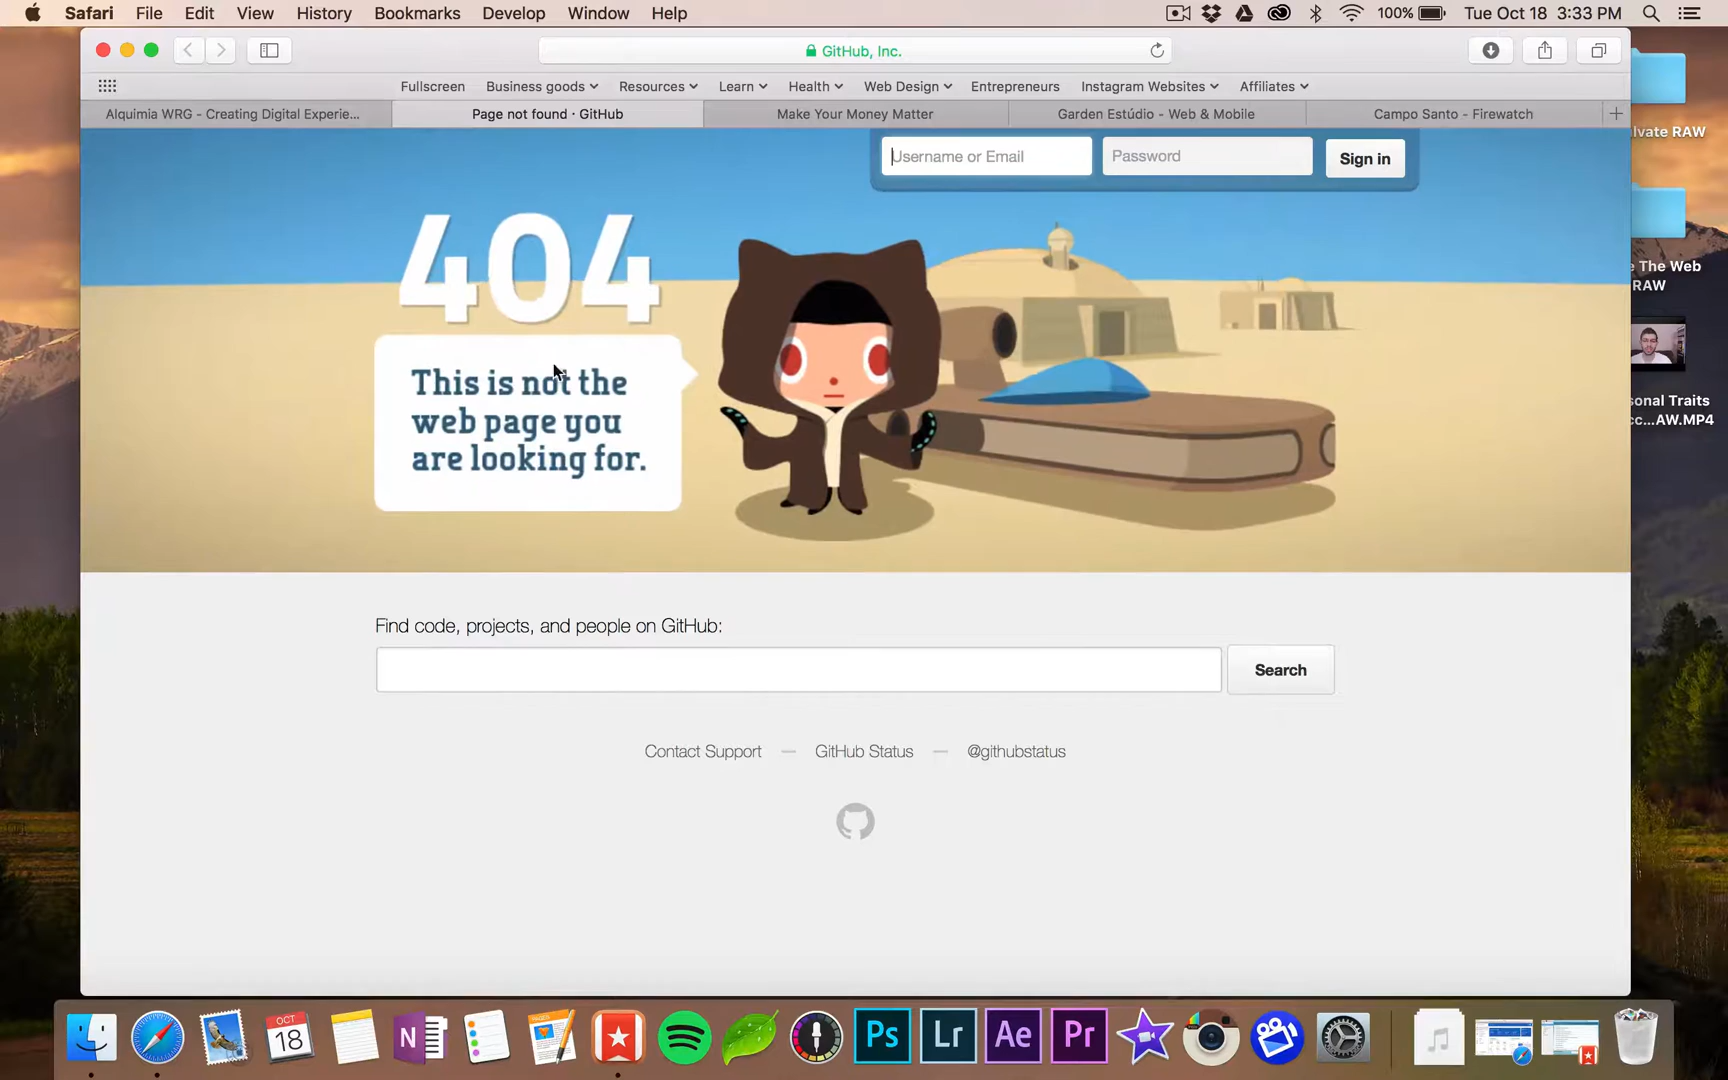 Safari File Edit View History Bookmarks Develop Window Help 100% Tue Oct 18 3:33 PM
GitHub, Inc.
Fullscreen Business goods Resources Learn Health Web Design Entrepreneurs Instagram Websites Affiliates
Alquimia WRG - Creating Digital Experie... Page not found · GitHub Make Your Money Matter Garden Estúdio - Web & Mobile Campo Santo - Firewatch
Username or Email Password Sign in
404
This is not the
web page you
are looking for.
Find code, projects, and people on GitHub:
Search
Contact Support — GitHub Status — @githubstatus
lvate RAW
e The Web
RAW
sonal Traits
cc...AW.MP4
OCT
18
N
Ps Lr Ae Pr